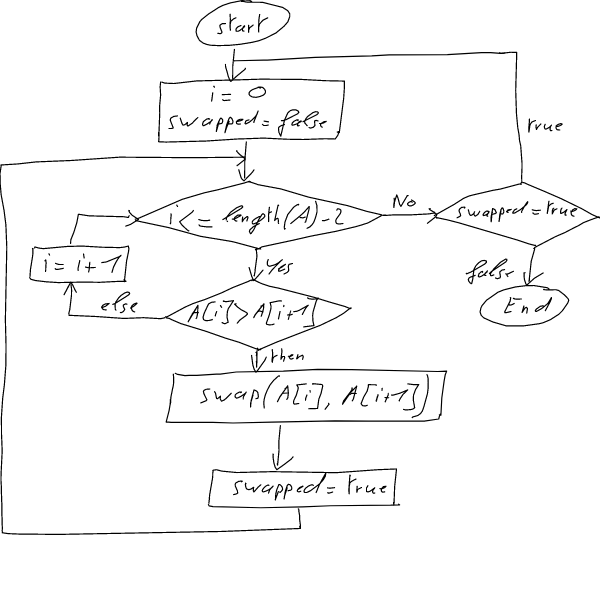 start
i = 0
swapped = false
true
i <= length(A)-2
No
swapped = true
i = i+1
Yes
false
End
else
A[i]>A[i+1]
then
swap(A[i], A[i+1])
swapped = true